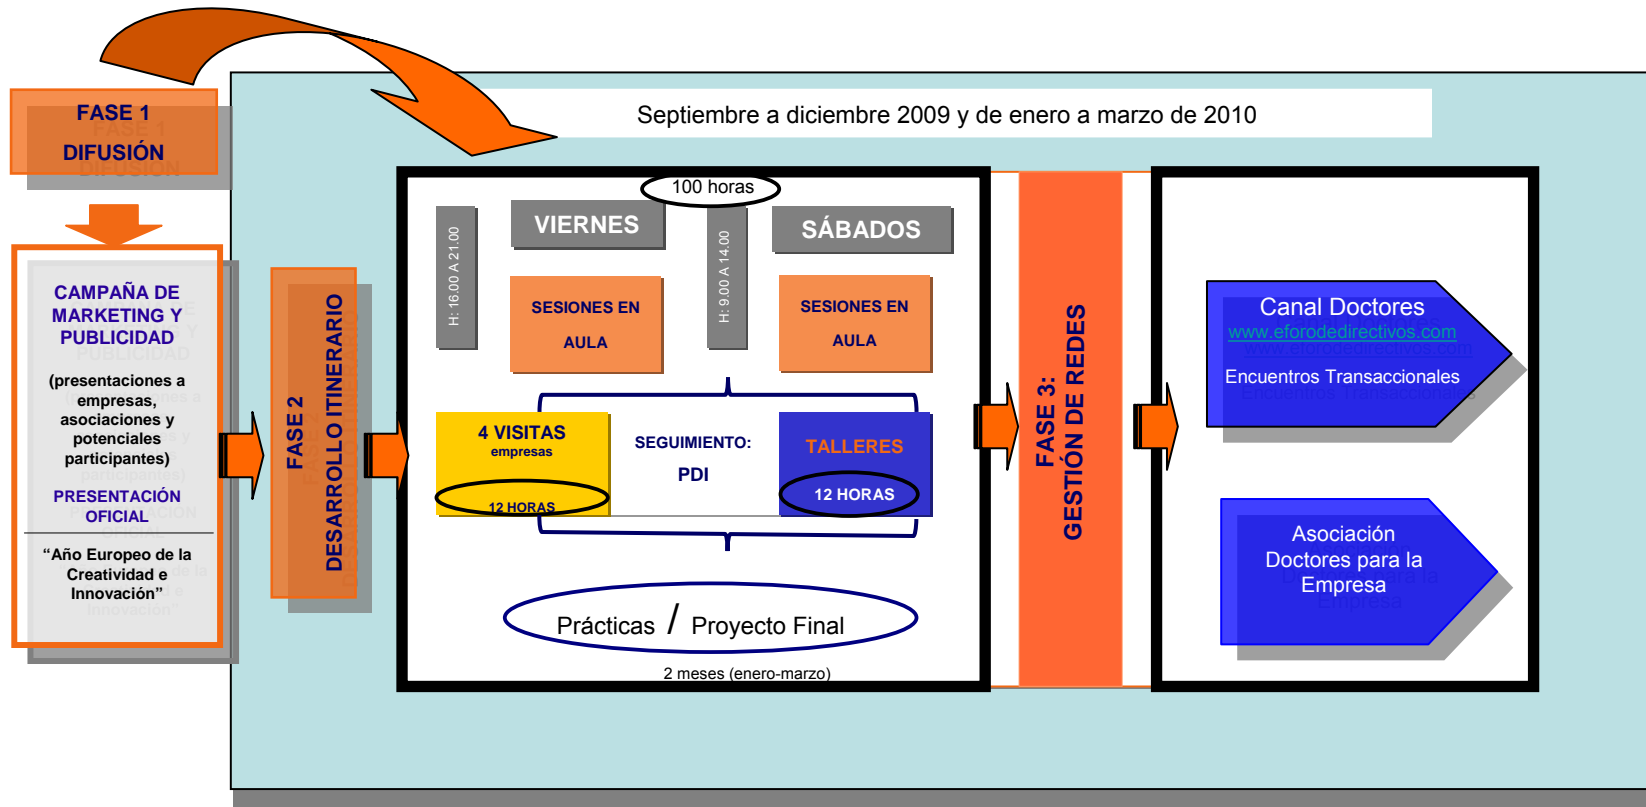 FASE 1
DIFUSIÓN
CAMPAÑA DE
MARKETING Y
PUBLICIDAD
(presentaciones a
empresas,
asociaciones y
potenciales
participantes)
PRESENTACIÓN
OFICIAL
“Año Europeo de la
Creatividad e
Innovación”
FASE 2
DESARROLLO ITINERARIO
Septiembre a diciembre 2009 y de enero a marzo de 2010
100 horas
H: 16.00 A 21.00
VIERNES
H: 9.00 A 14.00
SÁBADOS
SESIONES EN
AULA
SESIONES EN
AULA
4 VISITAS
empresas
12 HORAS
SEGUIMIENTO:
PDI
TALLERES
12 HORAS
Prácticas / Proyecto Final
2 meses (enero-marzo)
FASE 3:
GESTIÓN DE REDES
Canal Doctores
www.eforodedirectivos.com
Encuentros Transaccionales
Asociación
Doctores para la
Empresa